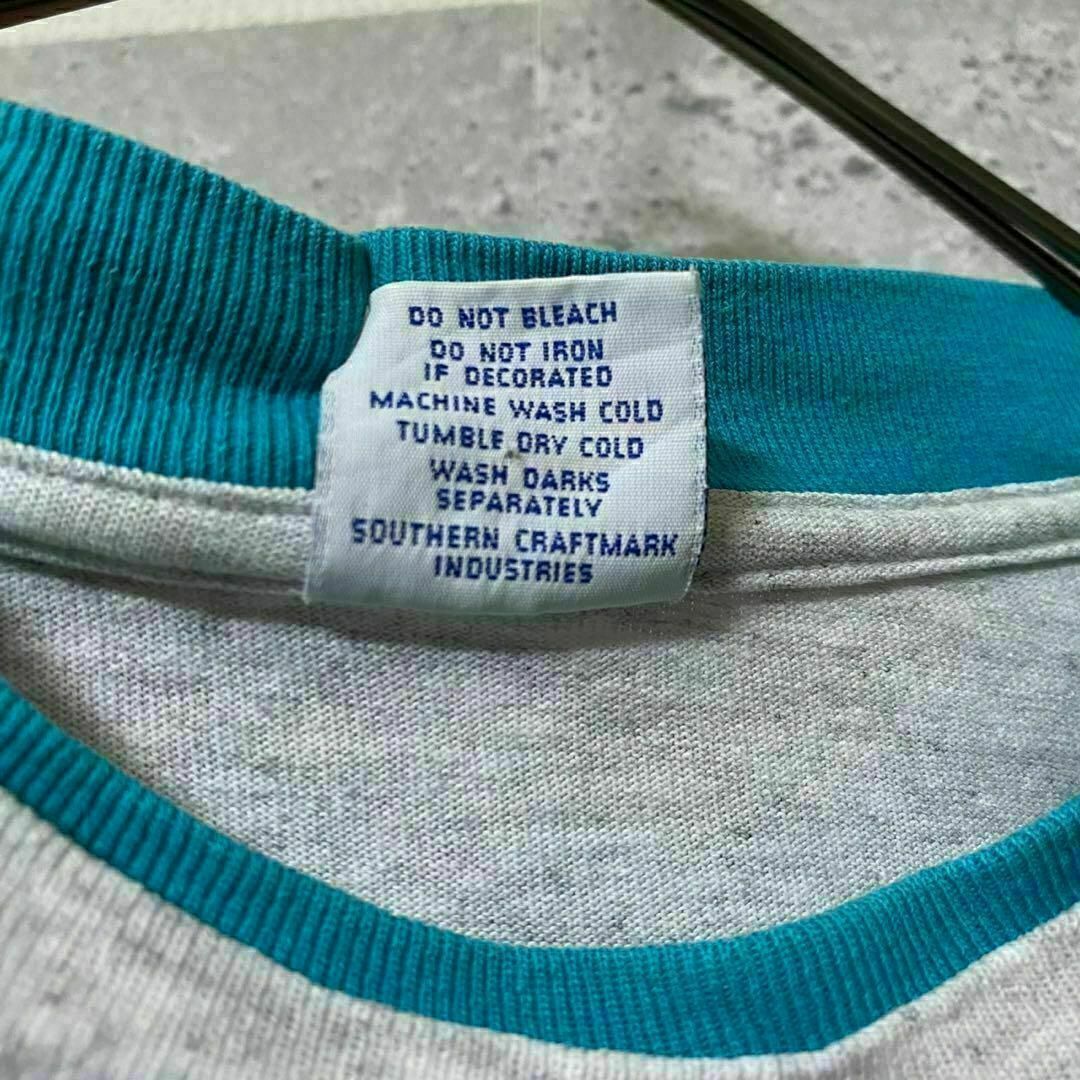 DO NOT BLEACH
DO NOT IRON
IF DECORATED
MACHINE WASH COLD
TUMBLE DRY COLD
WASH DARKS
SEPARATELY
SOUTHERN CRAFTMARK
INDUSTRIES